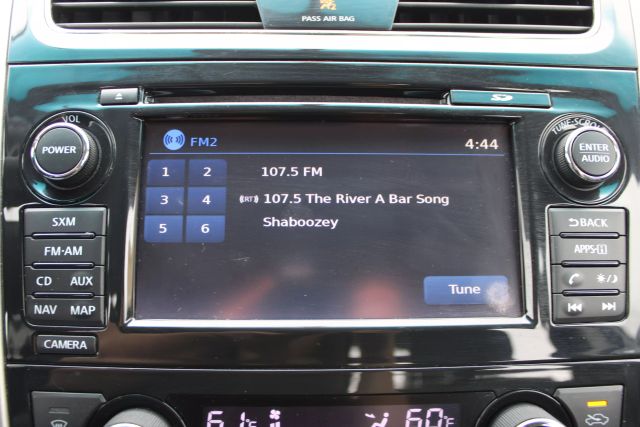 PASS AIR BAG
VOL
POWER
TUNE·SCROLL
ENTER
AUDIO
FM2
4:44
1 2
107.5 FM
3 4
(RT) 107.5 The River A Bar Song
Shaboozey
5 6
Tune
SXM
FM·AM
CD AUX
NAV MAP
CAMERA
BACK
APPS·i
61°F
60°F